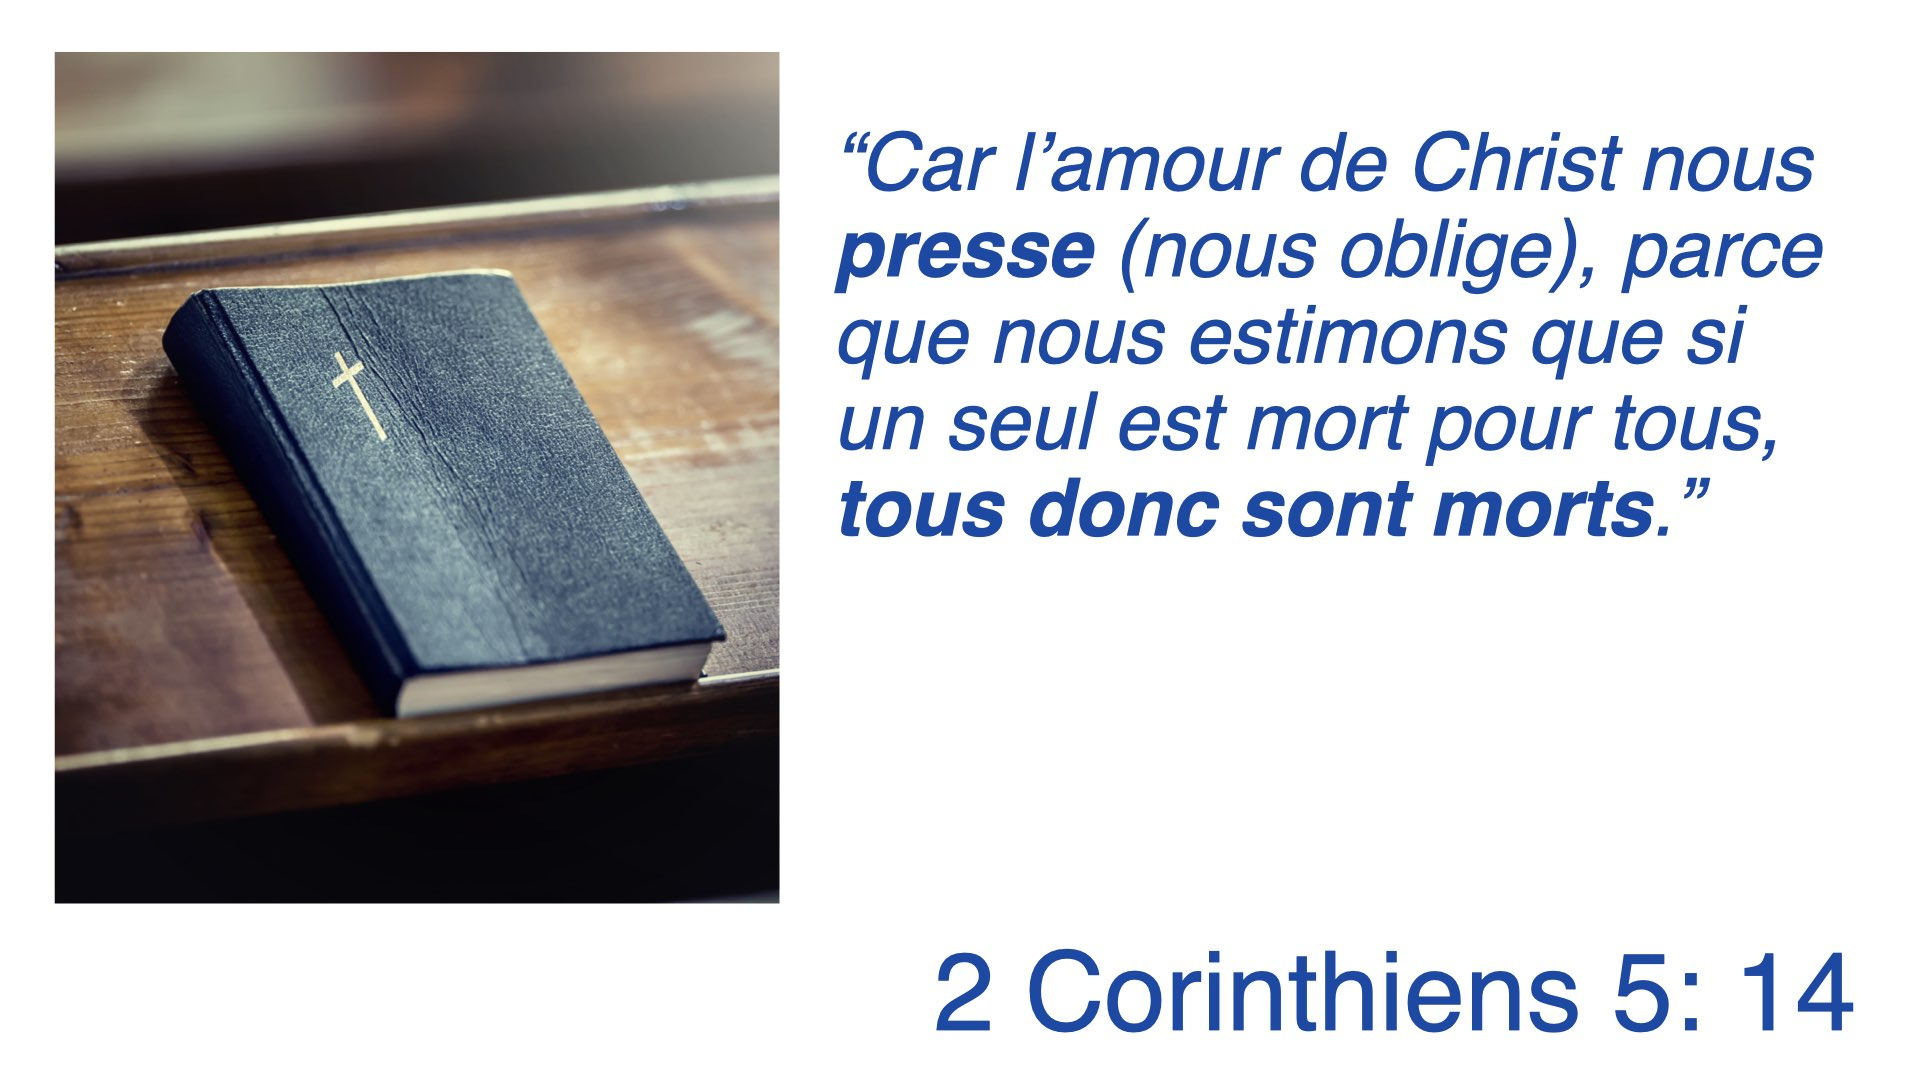 “Car l’amour de Christ nous
presse (nous oblige), parce
que nous estimons que si
un seul est mort pour tous,
tous donc sont morts.”
2 Corinthiens 5: 14